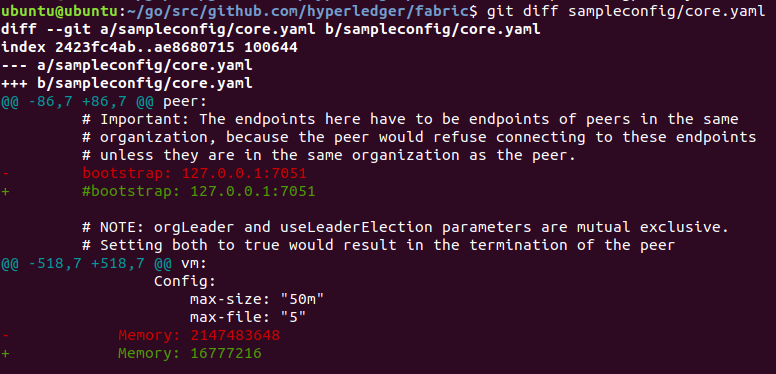 ubuntu@ubuntu:~/go/src/github.com/hyperledger/fabric$ git diff sampleconfig/core.yaml
diff --git a/sampleconfig/core.yaml b/sampleconfig/core.yaml
index 2423fc4ab..ae8680715 100644
--- a/sampleconfig/core.yaml
+++ b/sampleconfig/core.yaml
@@ -86,7 +86,7 @@ peer:
         # Important: The endpoints here have to be endpoints of peers in the same
         # organization, because the peer would refuse connecting to these endpoints
         # unless they are in the same organization as the peer.
-        bootstrap: 127.0.0.1:7051
+        #bootstrap: 127.0.0.1:7051
         # NOTE: orgLeader and useLeaderElection parameters are mutual exclusive.
         # Setting both to true would result in the termination of the peer
@@ -518,7 +518,7 @@ vm:
                 Config:
                     max-size: "50m"
                     max-file: "5"
-            Memory: 2147483648
+            Memory: 16777216